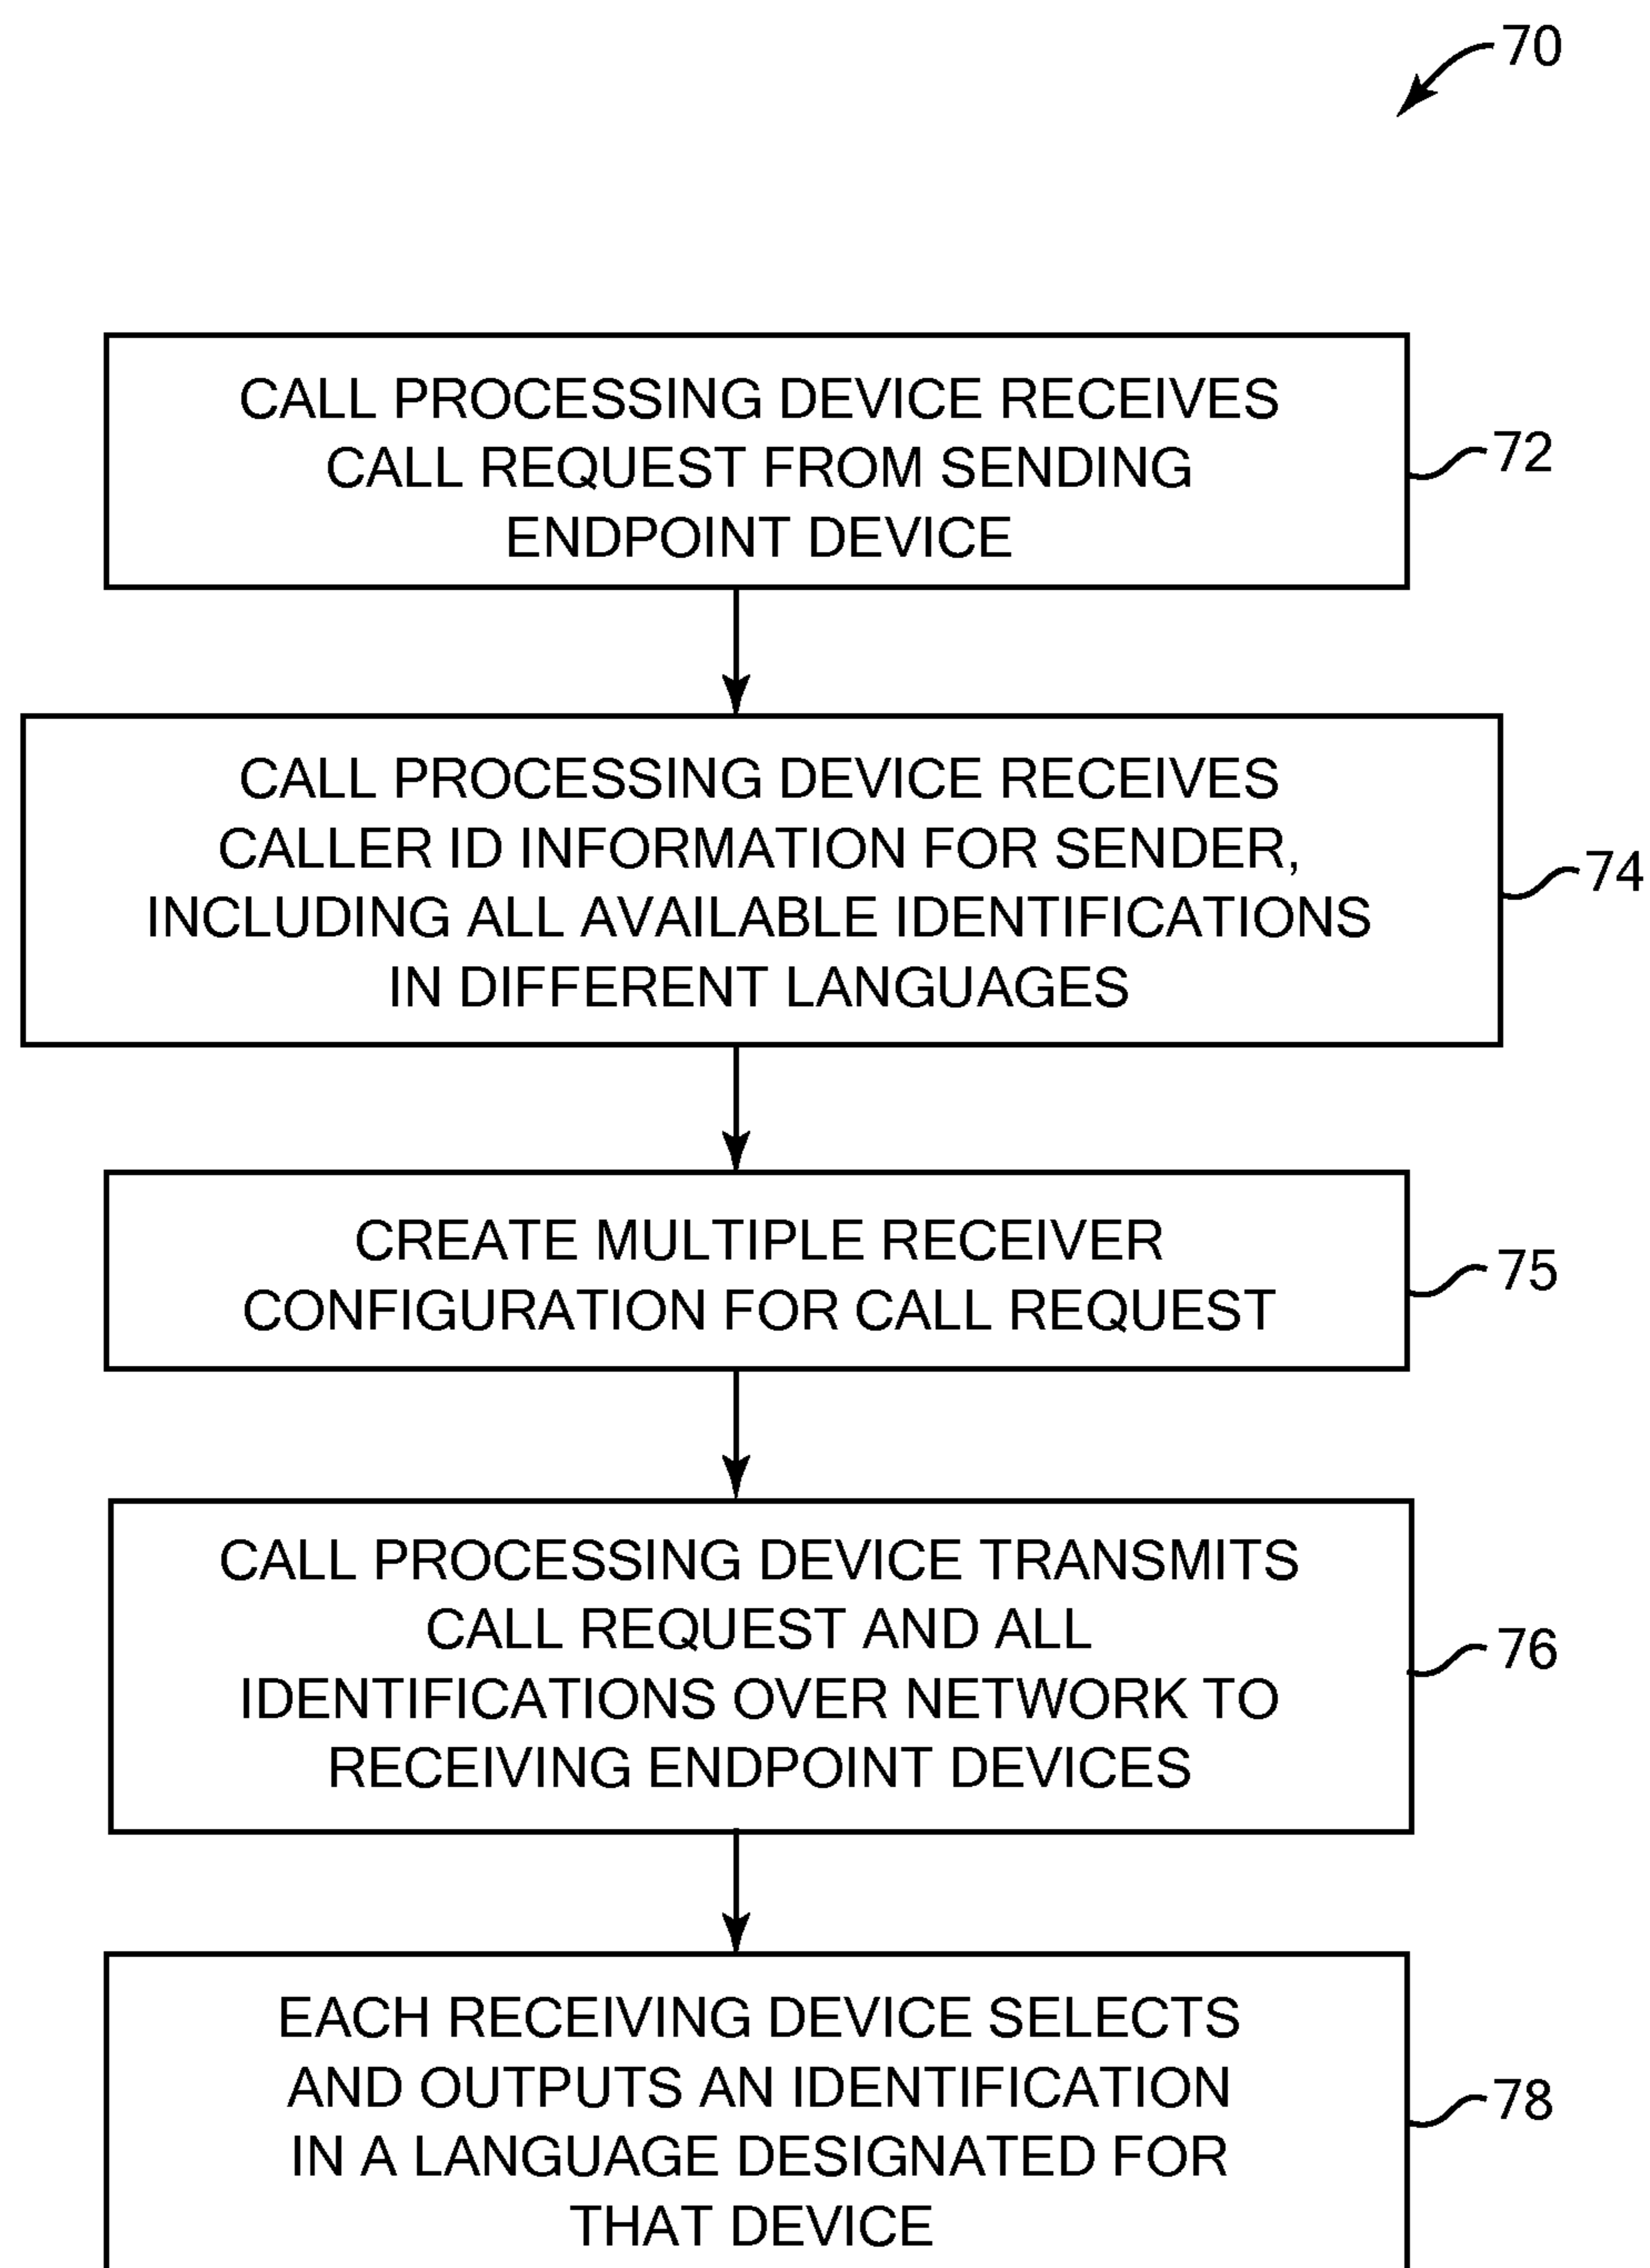 70
CALL PROCESSING DEVICE RECEIVES
CALL REQUEST FROM SENDING
ENDPOINT DEVICE
72
CALL PROCESSING DEVICE RECEIVES
CALLER ID INFORMATION FOR SENDER,
INCLUDING ALL AVAILABLE IDENTIFICATIONS
IN DIFFERENT LANGUAGES
74
CREATE MULTIPLE RECEIVER
CONFIGURATION FOR CALL REQUEST
75
CALL PROCESSING DEVICE TRANSMITS
CALL REQUEST AND ALL
IDENTIFICATIONS OVER NETWORK TO
RECEIVING ENDPOINT DEVICES
76
EACH RECEIVING DEVICE SELECTS
AND OUTPUTS AN IDENTIFICATION
IN A LANGUAGE DESIGNATED FOR
THAT DEVICE
78